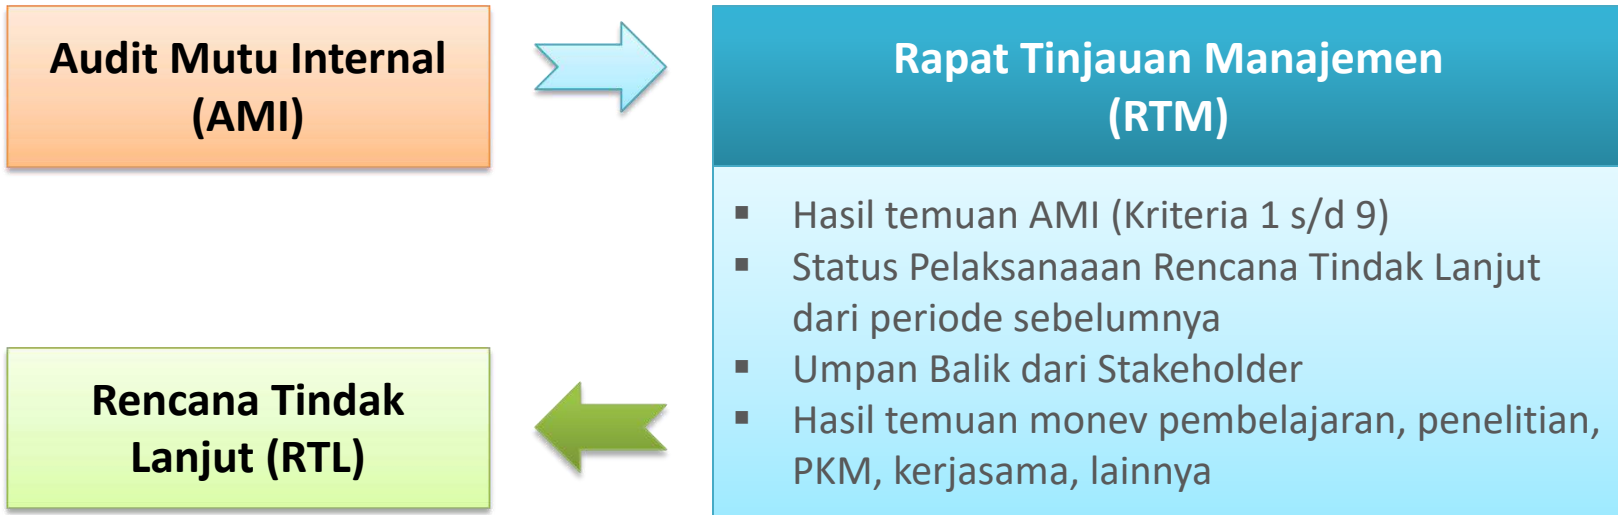 Audit Mutu Internal
(AMI)
Rapat Tinjauan Manajemen
(RTM)
▪ Hasil temuan AMI (Kriteria 1 s/d 9)
▪ Status Pelaksanaaan Rencana Tindak Lanjut
dari periode sebelumnya
▪ Umpan Balik dari Stakeholder
▪ Hasil temuan monev pembelajaran, penelitian,
PKM, kerjasama, lainnya
Rencana Tindak
Lanjut (RTL)